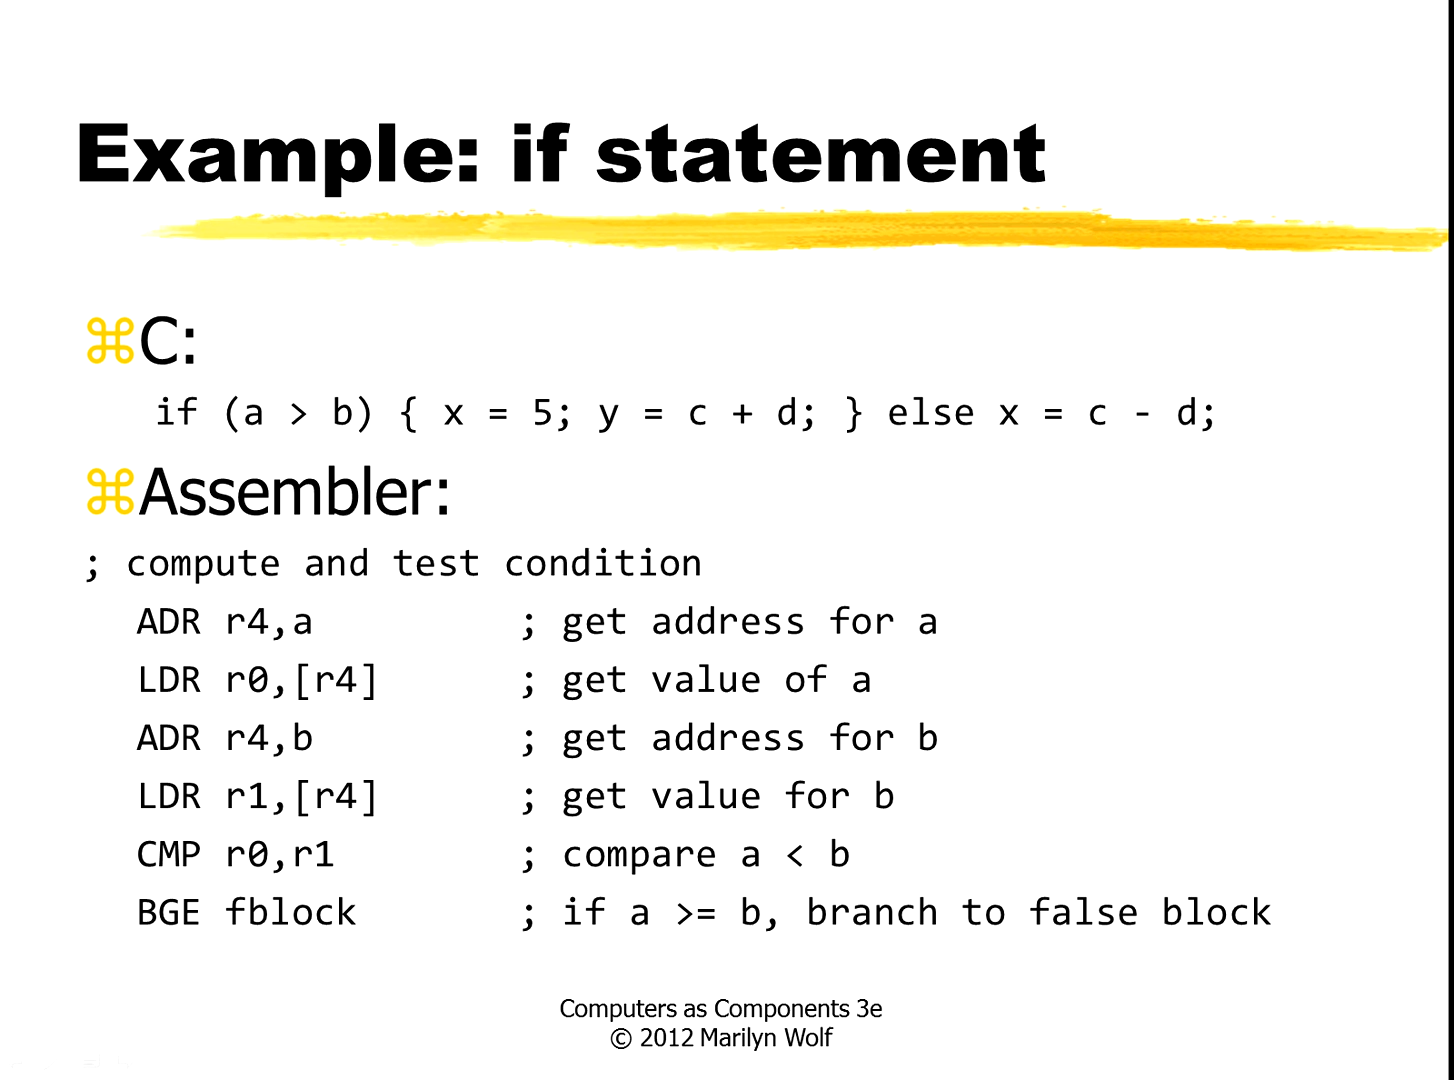 Example: if statement
⌘C:
if (a > b) { x = 5; y = c + d; } else x = c - d;
⌘Assembler:
; compute and test condition
ADR r4,a ; get address for a
LDR r0,[r4] ; get value of a
ADR r4,b ; get address for b
LDR r1,[r4] ; get value for b
CMP r0,r1 ; compare a < b
BGE fblock ; if a >= b, branch to false block
Computers as Components 3e
© 2012 Marilyn Wolf